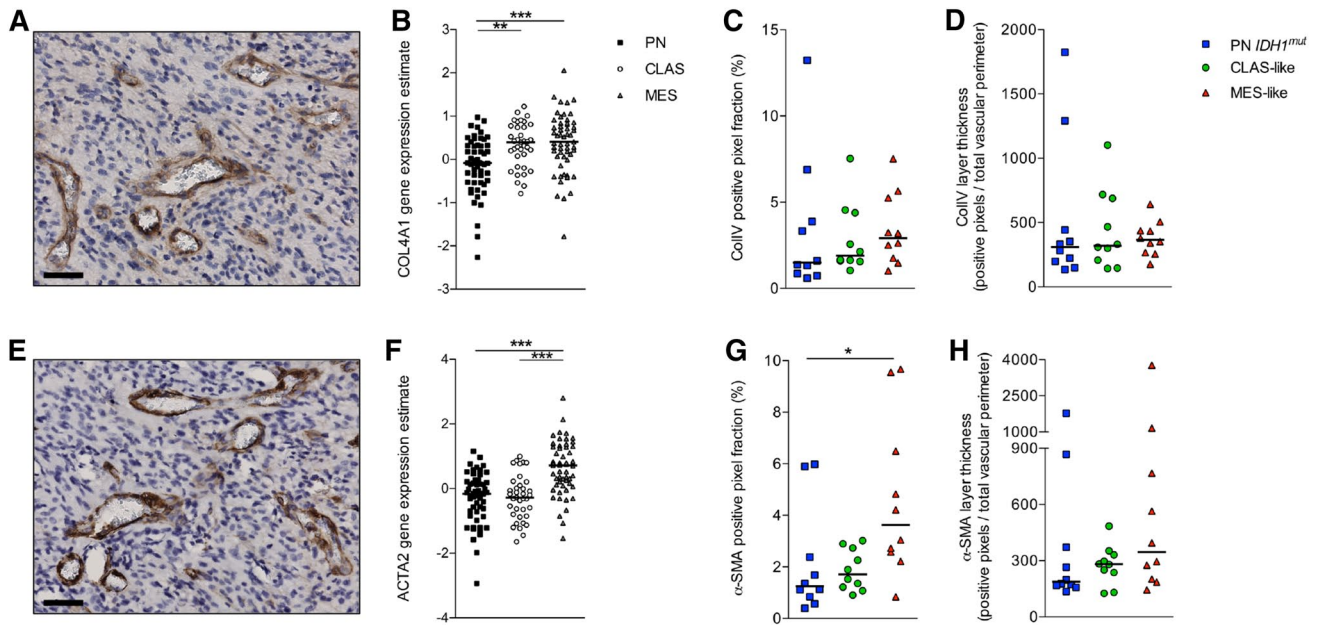 A
B
COL4A1 gene expression estimate
3
2
1
0
-1
-2
-3
***
**
PN
CLAS
MES
C
ColIV positive pixel fraction (%)
15
10
5
0
D
ColIV layer thickness
(positive pixels / total vascular perimeter)
2000
1500
1000
500
0
PN IDH1mut
CLAS-like
MES-like
E
F
ACTA2 gene expression estimate
4
2
0
-2
-4
***
***
G
α-SMA positive pixel fraction (%)
10
8
6
4
2
0
*
H
α-SMA layer thickness
(positive pixels / total vascular perimeter)
4000
2500
1000
900
600
300
0